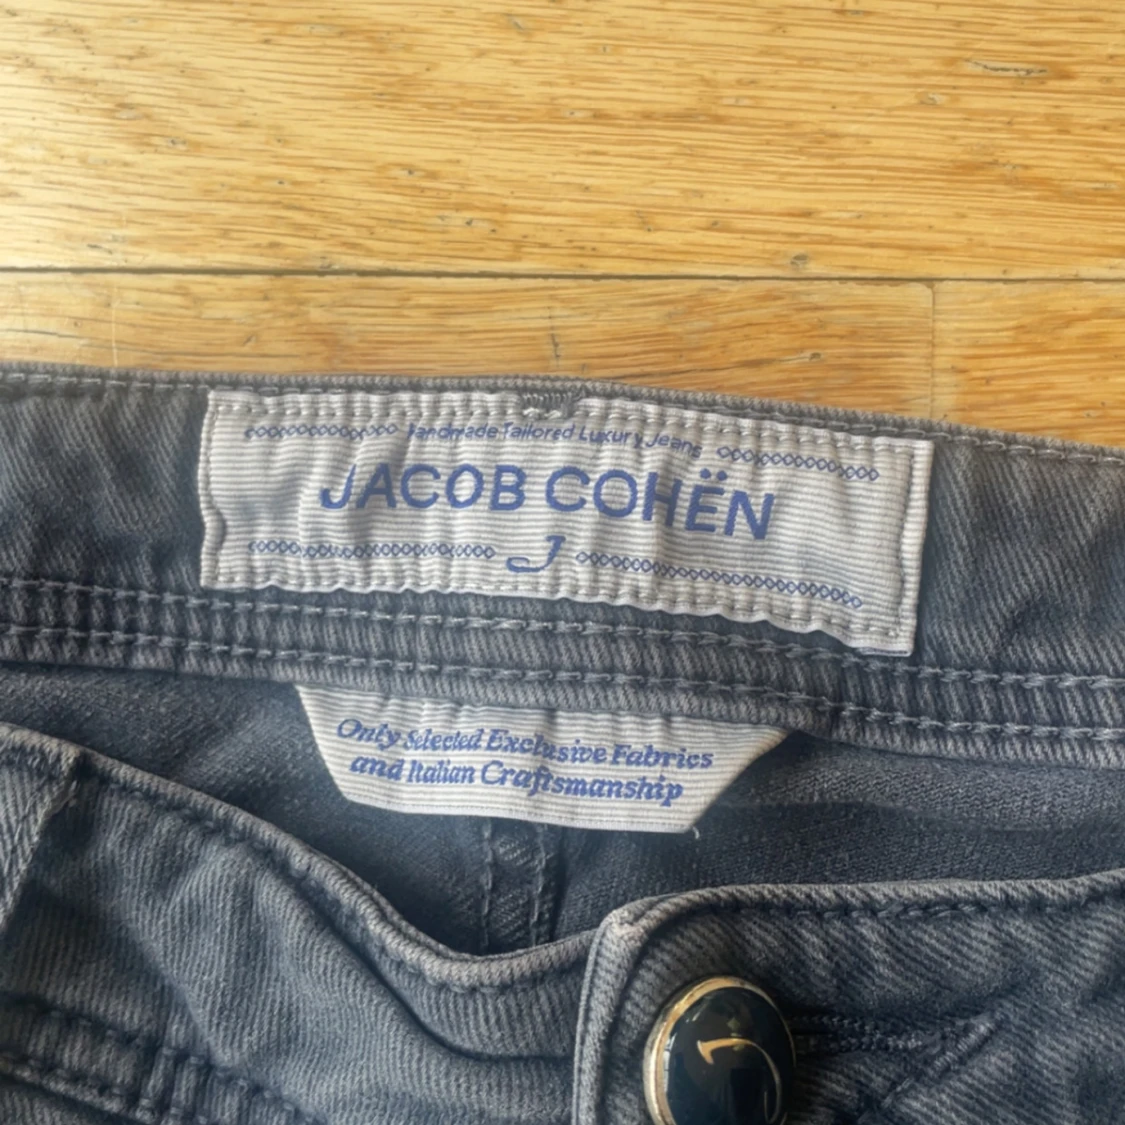 Handmade Tailored Luxury Jeans
JACOB COHËN
J
Only Selected Exclusive Fabrics
and Italian Craftsmanship
J